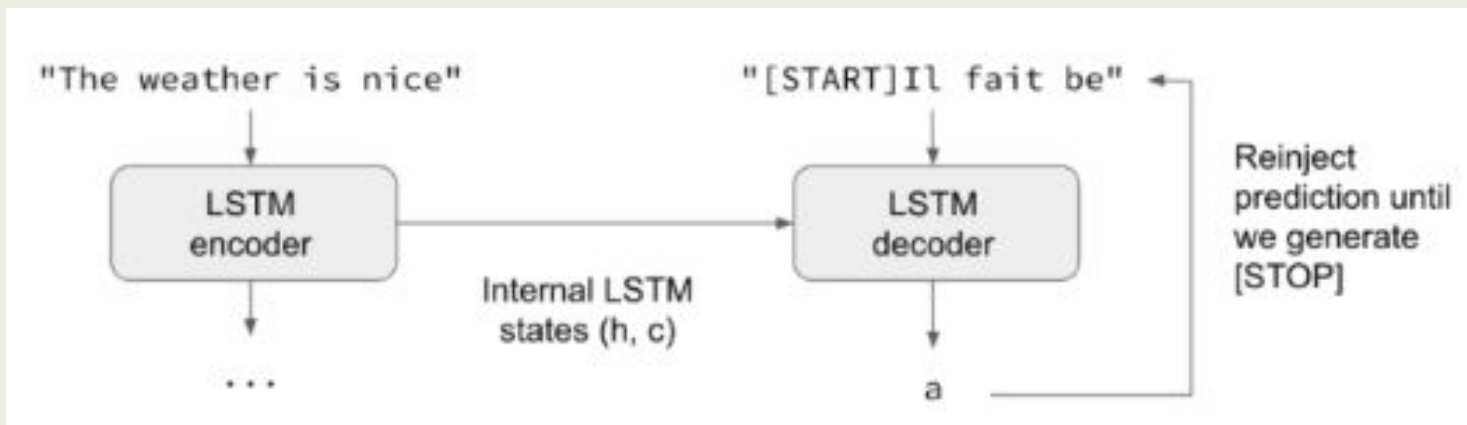 "The weather is nice"
"[START]Il fait be"
LSTM
encoder
Internal LSTM
states (h, c)
LSTM
decoder
Reinject
prediction until
we generate
[STOP]
...
a